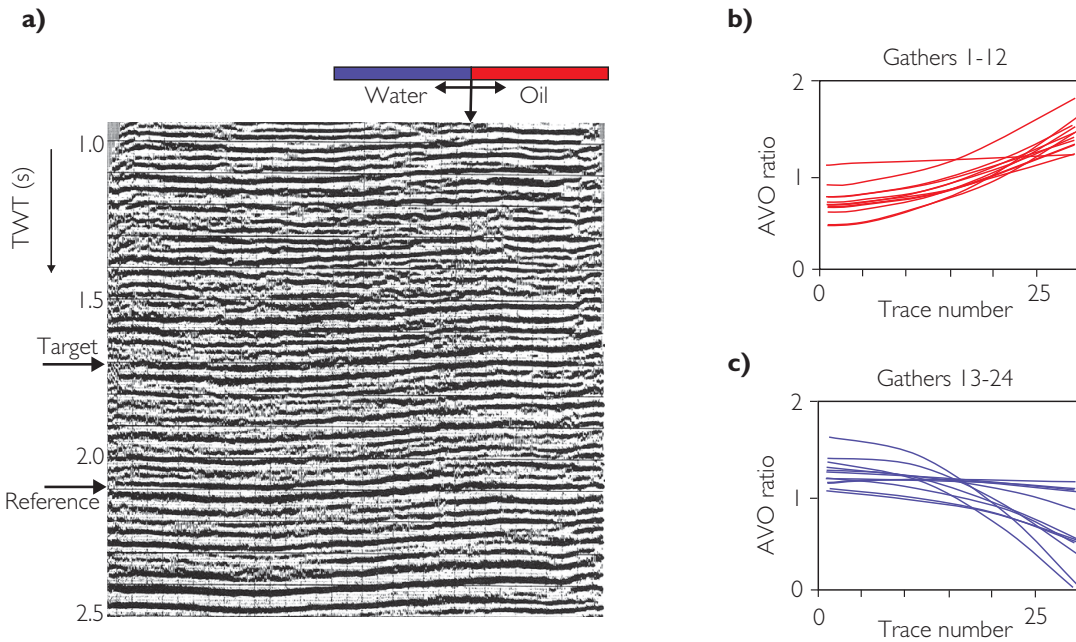 a)
Water
Oil
TWT (s)
1.0
1.5
Target
2.0
Reference
2.5
b)
Gathers 1-12
AVO ratio
2
1
0
0
25
Trace number
c)
Gathers 13-24
AVO ratio
2
1
0
0
25
Trace number